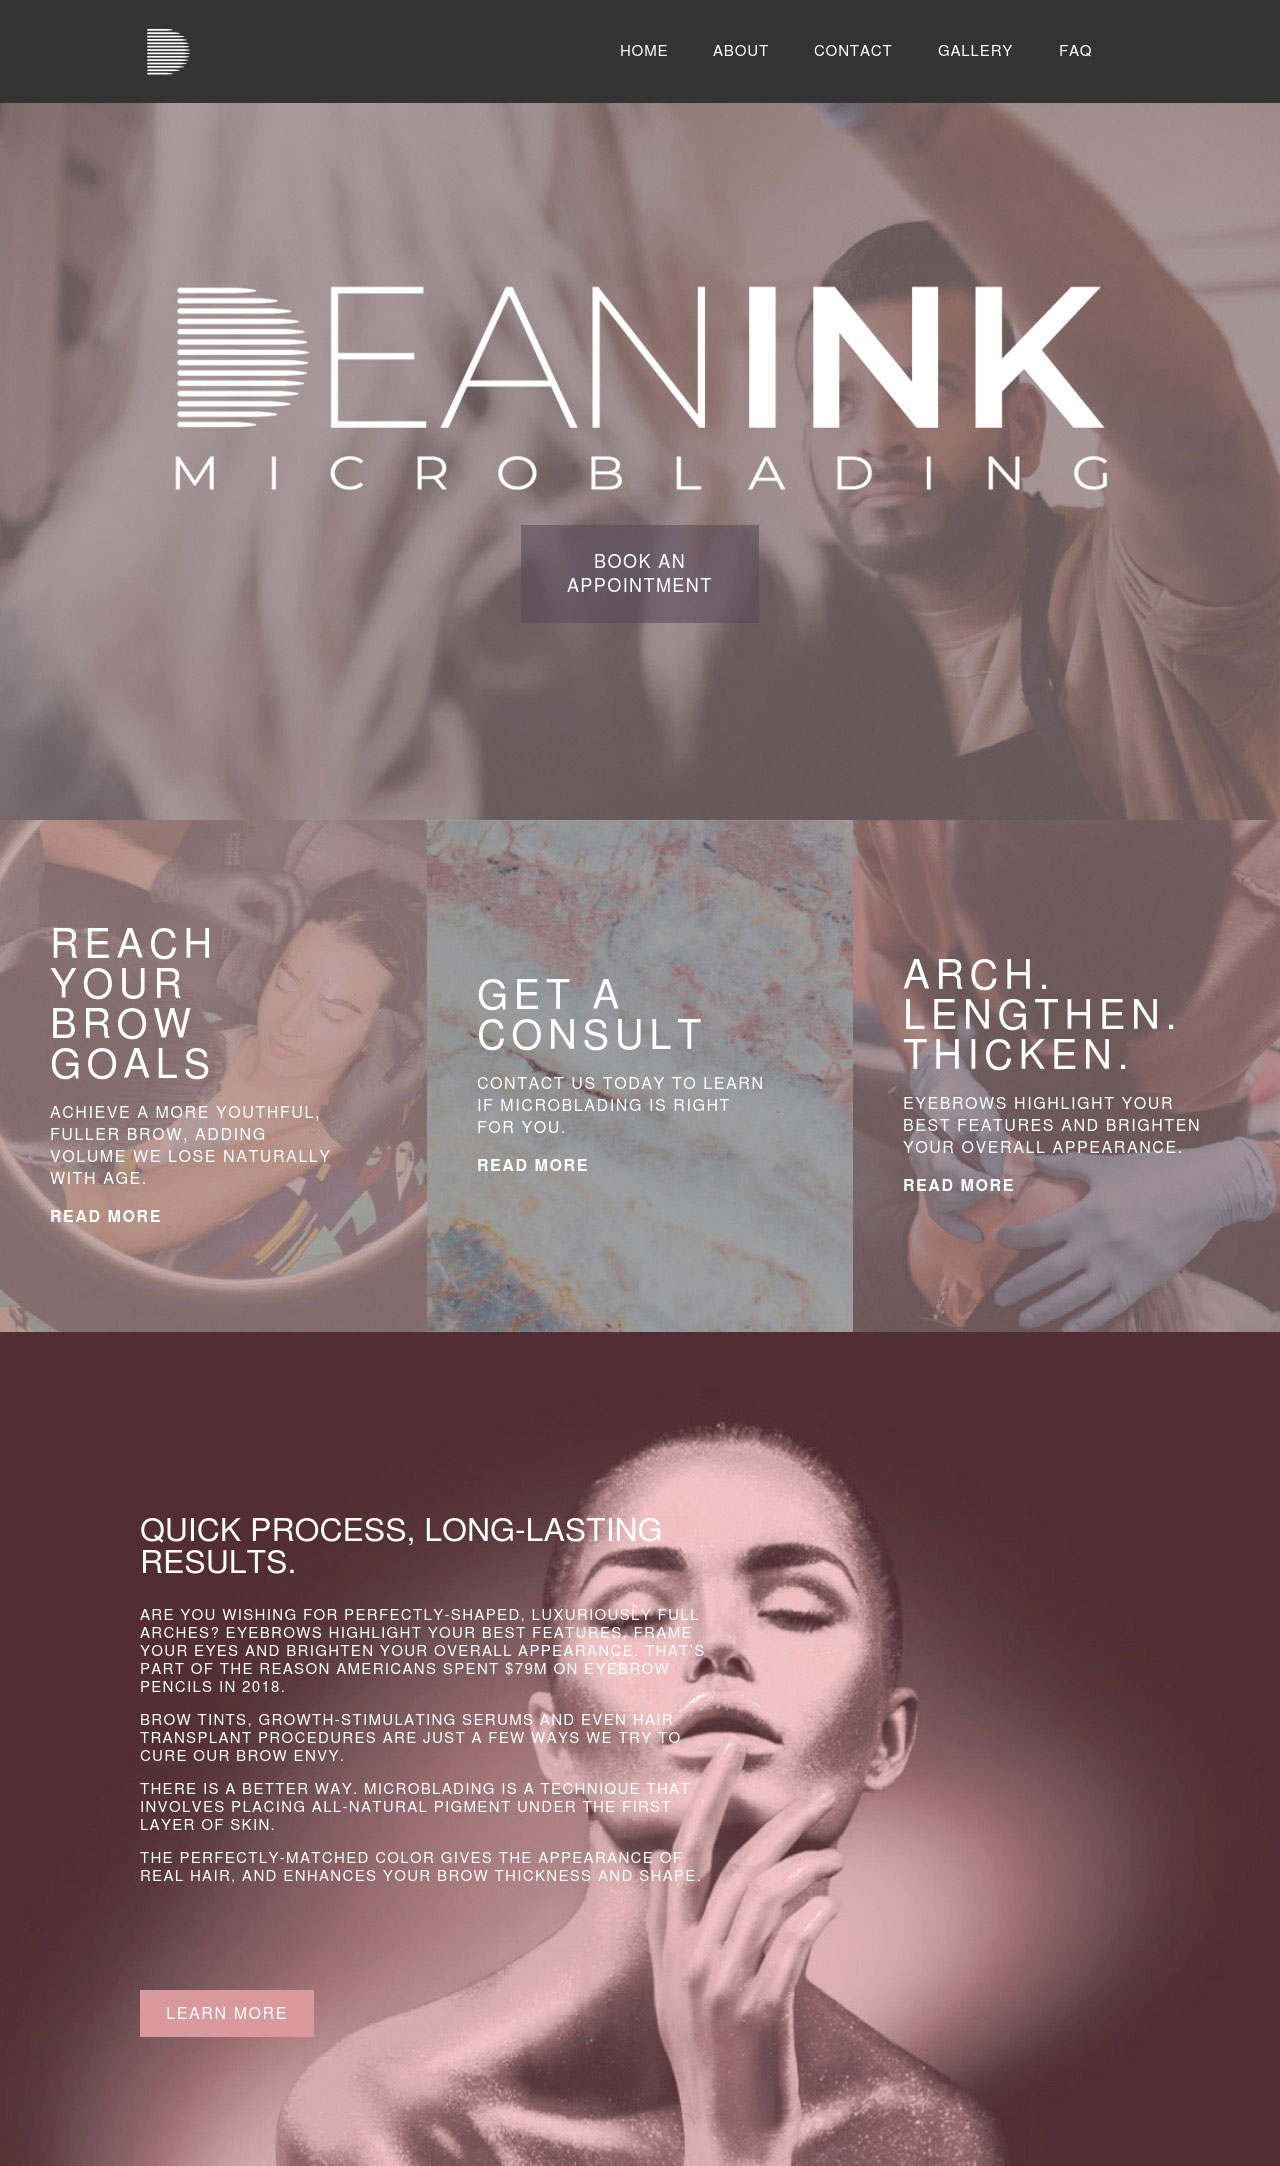 HOME ABOUT CONTACT GALLERY FAQ
DEANINK
MICROBLADING
BOOK AN
APPOINTMENT
REACH
YOUR
BROW
GOALS
ACHIEVE A MORE YOUTHFUL,
FULLER BROW, ADDING
VOLUME WE LOSE NATURALLY
WITH AGE.
READ MORE
GET A
CONSULT
CONTACT US TODAY TO LEARN
IF MICROBLADING IS RIGHT
FOR YOU.
READ MORE
ARCH.
LENGTHEN.
THICKEN.
EYEBROWS HIGHLIGHT YOUR
BEST FEATURES AND BRIGHTEN
YOUR OVERALL APPEARANCE.
READ MORE
QUICK PROCESS, LONG-LASTING
RESULTS.
ARE YOU WISHING FOR PERFECTLY-SHAPED, LUXURIOUSLY FULL
ARCHES? EYEBROWS HIGHLIGHT YOUR BEST FEATURES, FRAME
YOUR EYES AND BRIGHTEN YOUR OVERALL APPEARANCE. THAT'S
PART OF THE REASON AMERICANS SPENT $79M ON EYEBROW
PENCILS IN 2018.
BROW TINTS, GROWTH-STIMULATING SERUMS AND EVEN HAIR
TRANSPLANT PROCEDURES ARE JUST A FEW WAYS WE TRY TO
CURE OUR BROW ENVY.
THERE IS A BETTER WAY. MICROBLADING IS A TECHNIQUE THAT
INVOLVES PLACING ALL-NATURAL PIGMENT UNDER THE FIRST
LAYER OF SKIN.
THE PERFECTLY-MATCHED COLOR GIVES THE APPEARANCE OF
REAL HAIR, AND ENHANCES YOUR BROW THICKNESS AND SHAPE.
LEARN MORE